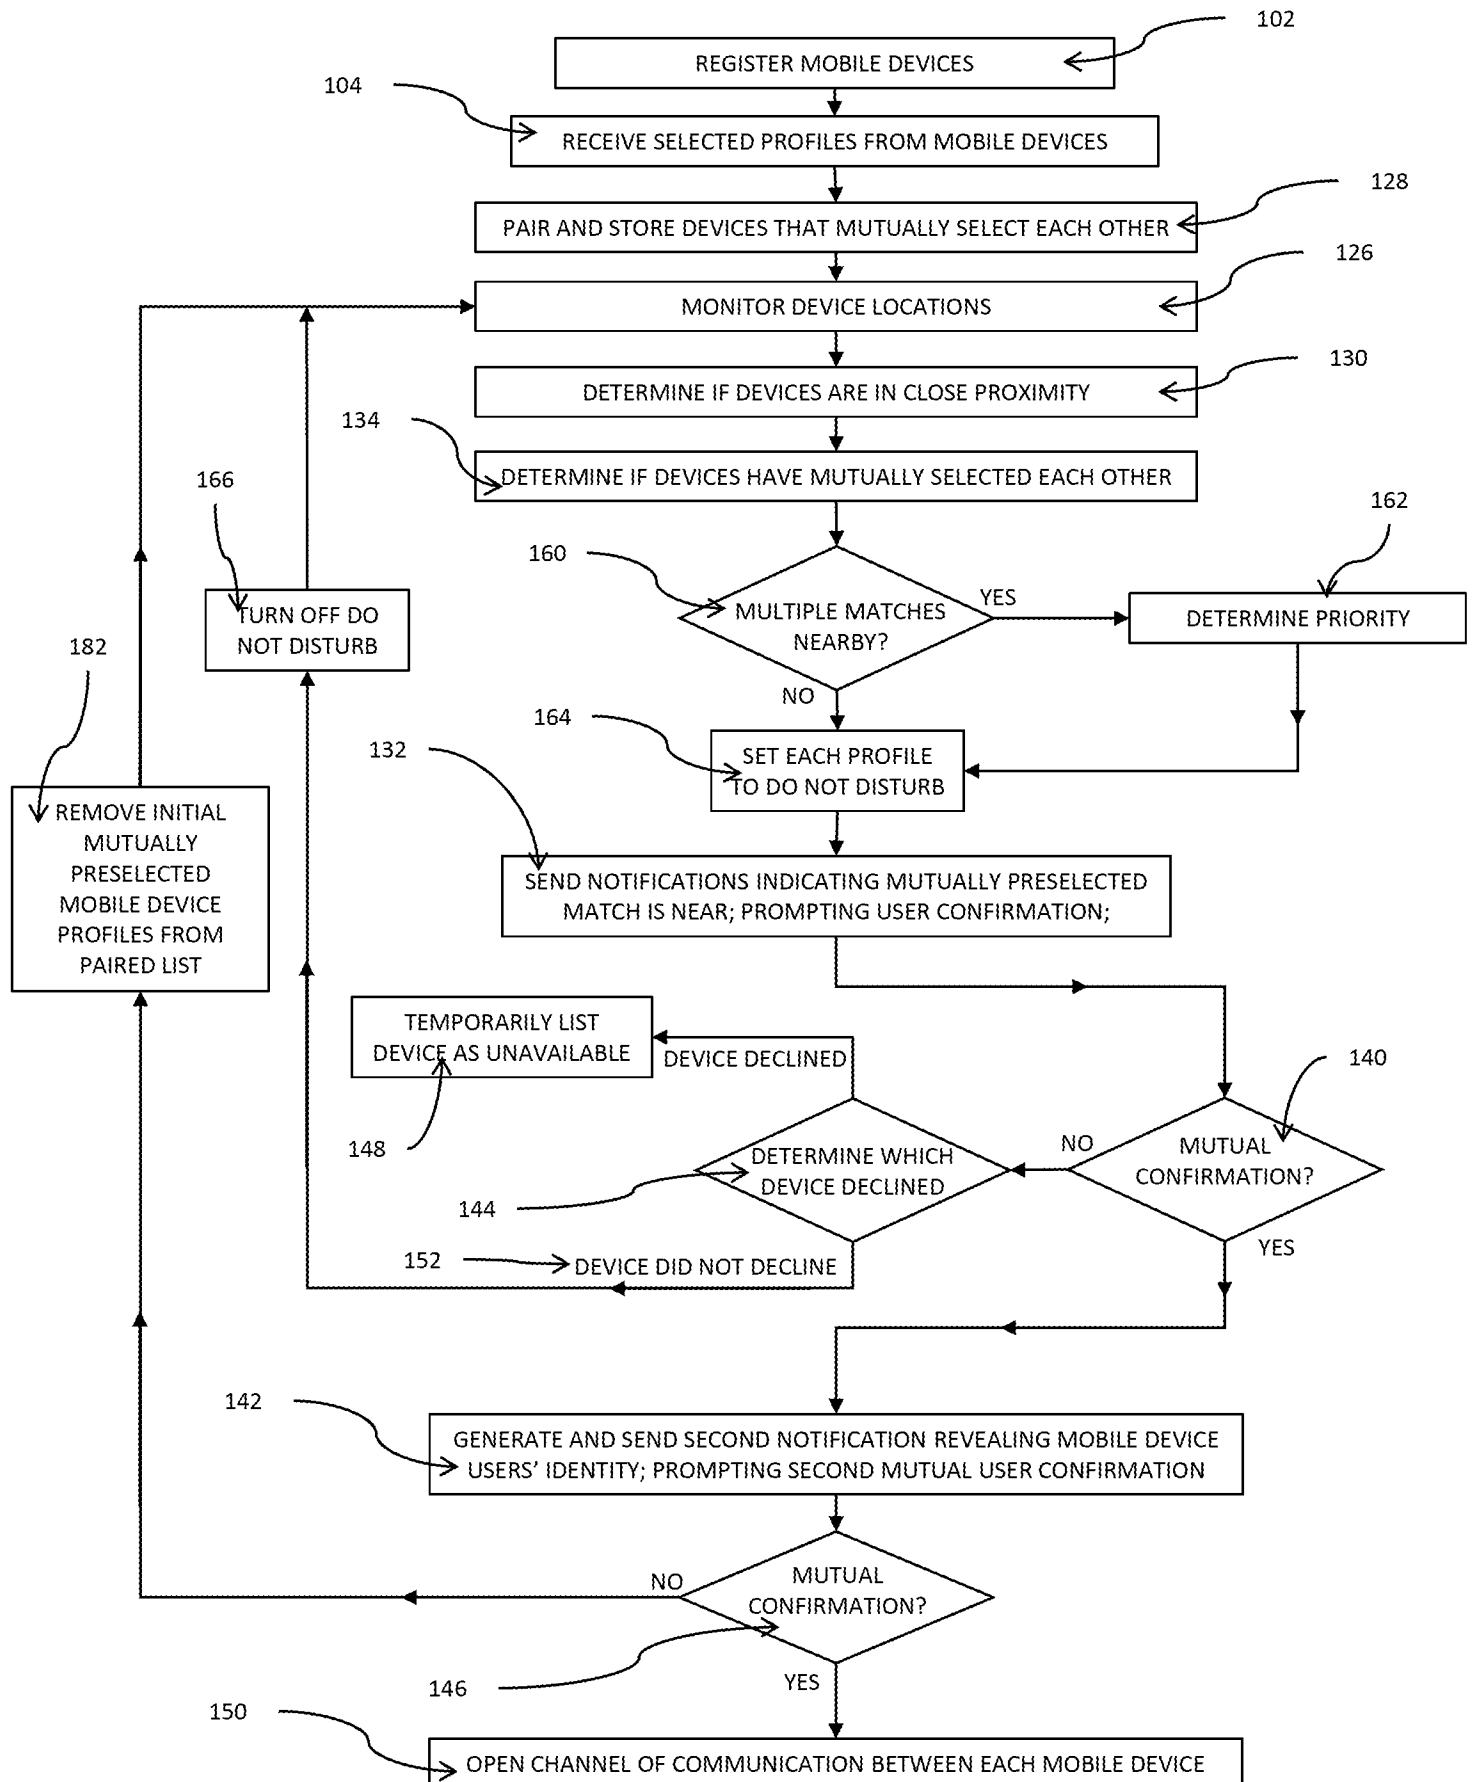 102
REGISTER MOBILE DEVICES
104
RECEIVE SELECTED PROFILES FROM MOBILE DEVICES
128
PAIR AND STORE DEVICES THAT MUTUALLY SELECT EACH OTHER
126
MONITOR DEVICE LOCATIONS
130
DETERMINE IF DEVICES ARE IN CLOSE PROXIMITY
134
DETERMINE IF DEVICES HAVE MUTUALLY SELECTED EACH OTHER
166
TURN OFF DO
NOT DISTURB
160
MULTIPLE MATCHES
NEARBY?
YES
162
DETERMINE PRIORITY
NO
182
REMOVE INITIAL
MUTUALLY
PRESELECTED
MOBILE DEVICE
PROFILES FROM
PAIRED LIST
164
SET EACH PROFILE
TO DO NOT DISTURB
132
SEND NOTIFICATIONS INDICATING MUTUALLY PRESELECTED
MATCH IS NEAR; PROMPTING USER CONFIRMATION;
TEMPORARILY LIST
DEVICE AS UNAVAILABLE
DEVICE DECLINED
148
140
MUTUAL
CONFIRMATION?
NO
DETERMINE WHICH
DEVICE DECLINED
144
152
DEVICE DID NOT DECLINE
YES
142
GENERATE AND SEND SECOND NOTIFICATION REVEALING MOBILE DEVICE
USERS’ IDENTITY; PROMPTING SECOND MUTUAL USER CONFIRMATION
NO
MUTUAL
CONFIRMATION?
146
YES
150
OPEN CHANNEL OF COMMUNICATION BETWEEN EACH MOBILE DEVICE